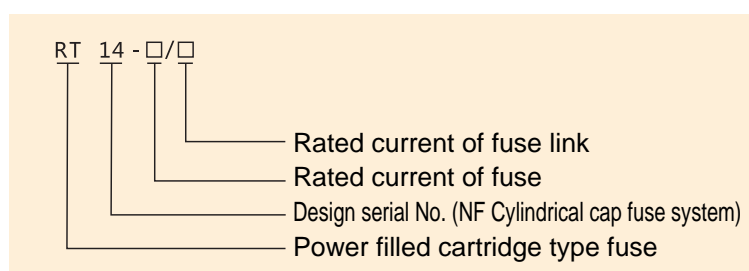 RT 14 - □/□
Rated current of fuse link
Rated current of fuse
Design serial No. (NF Cylindrical cap fuse system)
Power filled cartridge type fuse